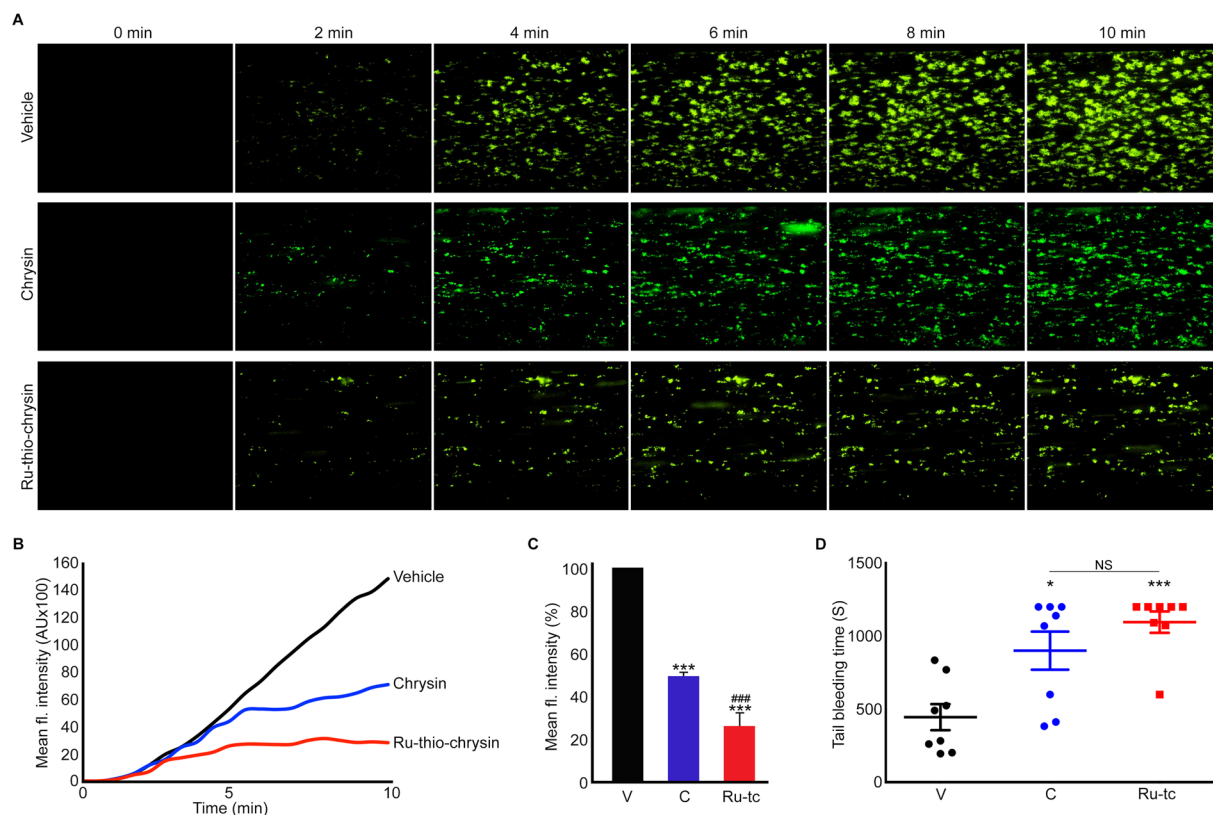 A
0 min 2 min 4 min 6 min 8 min 10 min
Vehicle
Chrysin
Ru-thio-chrysin
B
Mean fl. intensity (AUx100)
160
140
120
100
80
60
40
20
0
0 5 10
Time (min)
Vehicle
Chrysin
Ru-thio-chrysin
C
Mean fl. intensity (%)
100
80
60
40
20
0
***
###
***
V C Ru-tc
D
Tail bleeding time (S)
1500
1000
500
0
NS
* ***
V C Ru-tc